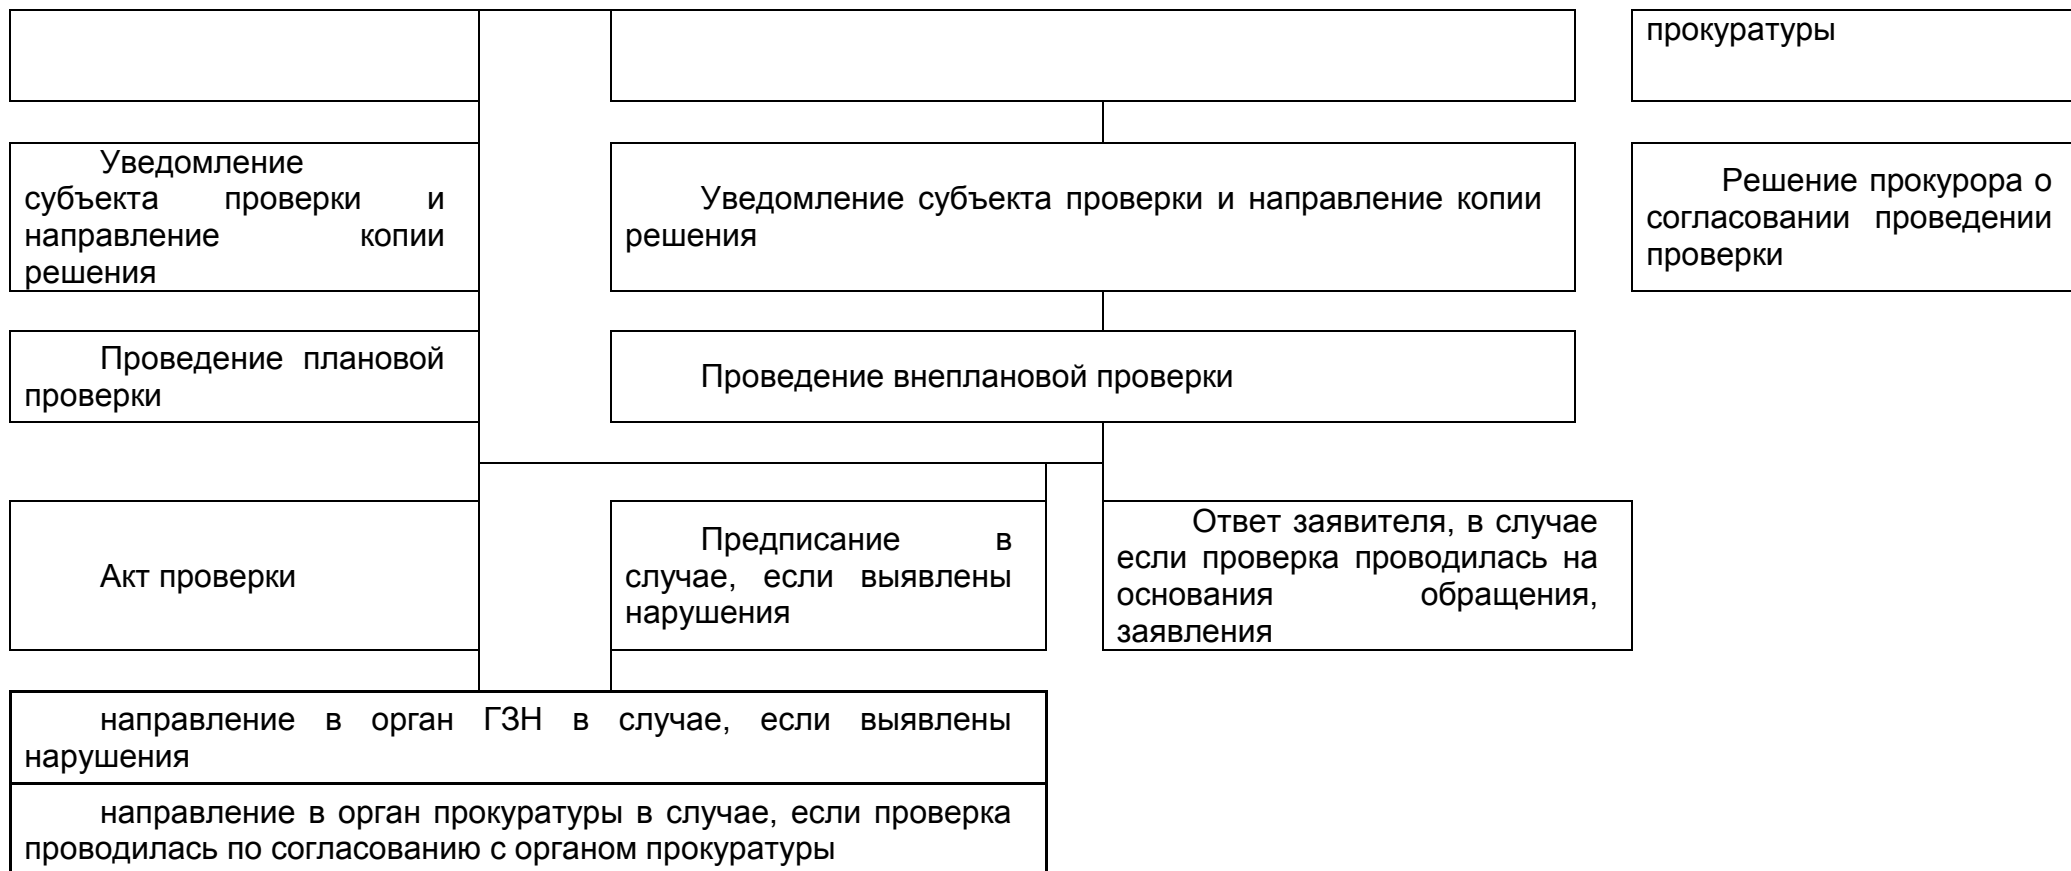 прокуратуры
Уведомление
субъекта проверки и
направление копии
решения
Уведомление субъекта проверки и направление копии
решения
Решение прокурора о
согласовании проведении
проверки
Проведение плановой
проверки
Проведение внеплановой проверки
Акт проверки
Предписание в
случае, если выявлены
нарушения
Ответ заявителя, в случае
если проверка проводилась на
основания обращения,
заявления
направление в орган ГЗН в случае, если выявлены
нарушения
направление в орган прокуратуры в случае, если проверка
проводилась по согласованию с органом прокуратуры